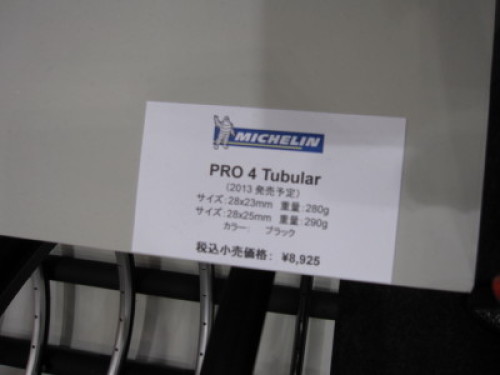 MICHELIN
PRO 4 Tubular
(2013 発売予定)
サイズ:28x23mm 重量:280g
サイズ:28x25mm 重量:290g
カラー: ブラック
税込小売価格: ¥8,925